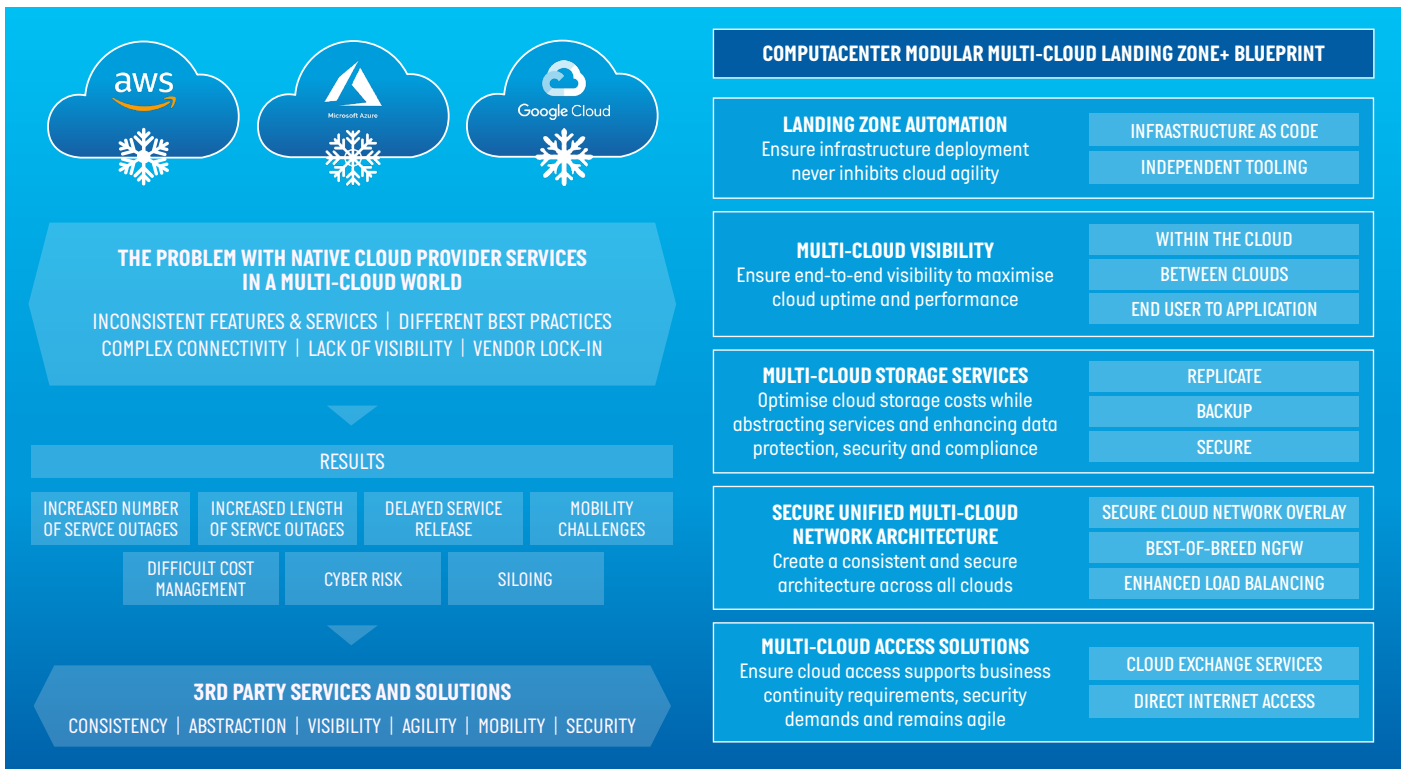 aws
Microsoft Azure
Google Cloud
THE PROBLEM WITH NATIVE CLOUD PROVIDER SERVICES
IN A MULTI-CLOUD WORLD
INCONSISTENT FEATURES & SERVICES | DIFFERENT BEST PRACTICES
COMPLEX CONNECTIVITY | LACK OF VISIBILITY | VENDOR LOCK-IN
RESULTS
INCREASED NUMBER
OF SERVCE OUTAGES
INCREASED LENGTH
OF SERVCE OUTAGES
DELAYED SERVICE
RELEASE
MOBILITY
CHALLENGES
DIFFICULT COST
MANAGEMENT
CYBER RISK
SILOING
3RD PARTY SERVICES AND SOLUTIONS
CONSISTENCY | ABSTRACTION | VISIBILITY | AGILITY | MOBILITY | SECURITY
COMPUTACENTER MODULAR MULTI-CLOUD LANDING ZONE+ BLUEPRINT
LANDING ZONE AUTOMATION
Ensure infrastructure deployment
never inhibits cloud agility
INFRASTRUCTURE AS CODE
INDEPENDENT TOOLING
MULTI-CLOUD VISIBILITY
Ensure end-to-end visibility to maximise
cloud uptime and performance
WITHIN THE CLOUD
BETWEEN CLOUDS
END USER TO APPLICATION
MULTI-CLOUD STORAGE SERVICES
Optimise cloud storage costs while
abstracting services and enhancing data
protection, security and compliance
REPLICATE
BACKUP
SECURE
SECURE UNIFIED MULTI-CLOUD
NETWORK ARCHITECTURE
Create a consistent and secure
architecture across all clouds
SECURE CLOUD NETWORK OVERLAY
BEST-OF-BREED NGFW
ENHANCED LOAD BALANCING
MULTI-CLOUD ACCESS SOLUTIONS
Ensure cloud access supports business
continuity requirements, security
demands and remains agile
CLOUD EXCHANGE SERVICES
DIRECT INTERNET ACCESS